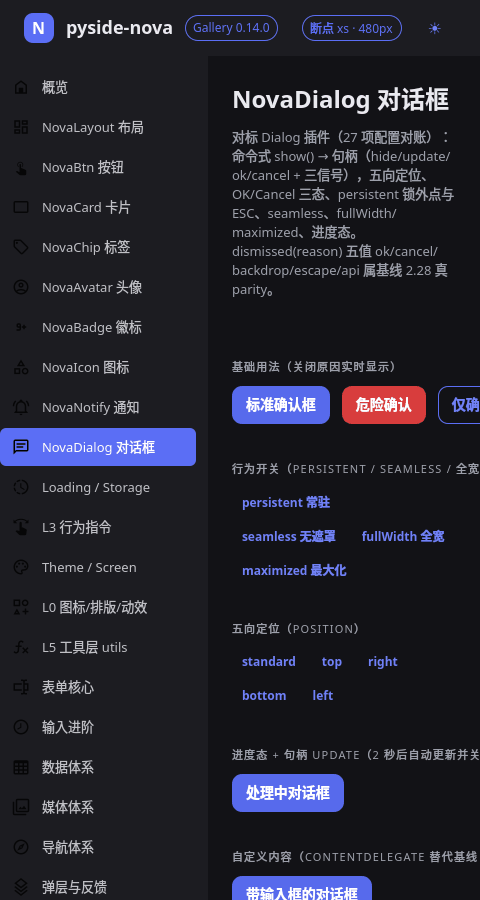 N pyside-nova Gallery 0.14.0 断点 xs · 480px
概览
NovaLayout 布局
NovaBtn 按钮
NovaCard 卡片
NovaChip 标签
NovaAvatar 头像
9+ NovaBadge 徽标
NovaIcon 图标
NovaNotify 通知
NovaDialog 对话框
Loading / Storage
L3 行为指令
Theme / Screen
L0 图标/排版/动效
L5 工具层 utils
表单核心
输入进阶
数据体系
媒体体系
导航体系
弹层与反馈
NovaDialog 对话框
对标 Dialog 插件（27 项配置对账）：
命令式 show() → 句柄（hide/update/
ok/cancel + 三信号），五向定位、
OK/Cancel 三态、persistent 锁外点与
ESC、seamless、fullWidth/
maximized、进度态。
dismissed(reason) 五值 ok/cancel/
backdrop/escape/api 属基线 2.28 真
parity。
基础用法（关闭原因实时显示）
标准确认框 危险确认 仅确
行为开关（PERSISTENT / SEAMLESS / 全宽
persistent 常驻
seamless 无遮罩 fullWidth 全宽
maximized 最大化
五向定位（POSITION）
standard top right
bottom left
进度态 + 句柄 UPDATE（2 秒后自动更新并关
处理中对话框
自定义内容（CONTENTDELEGATE 替代基线
带输入框的对话框